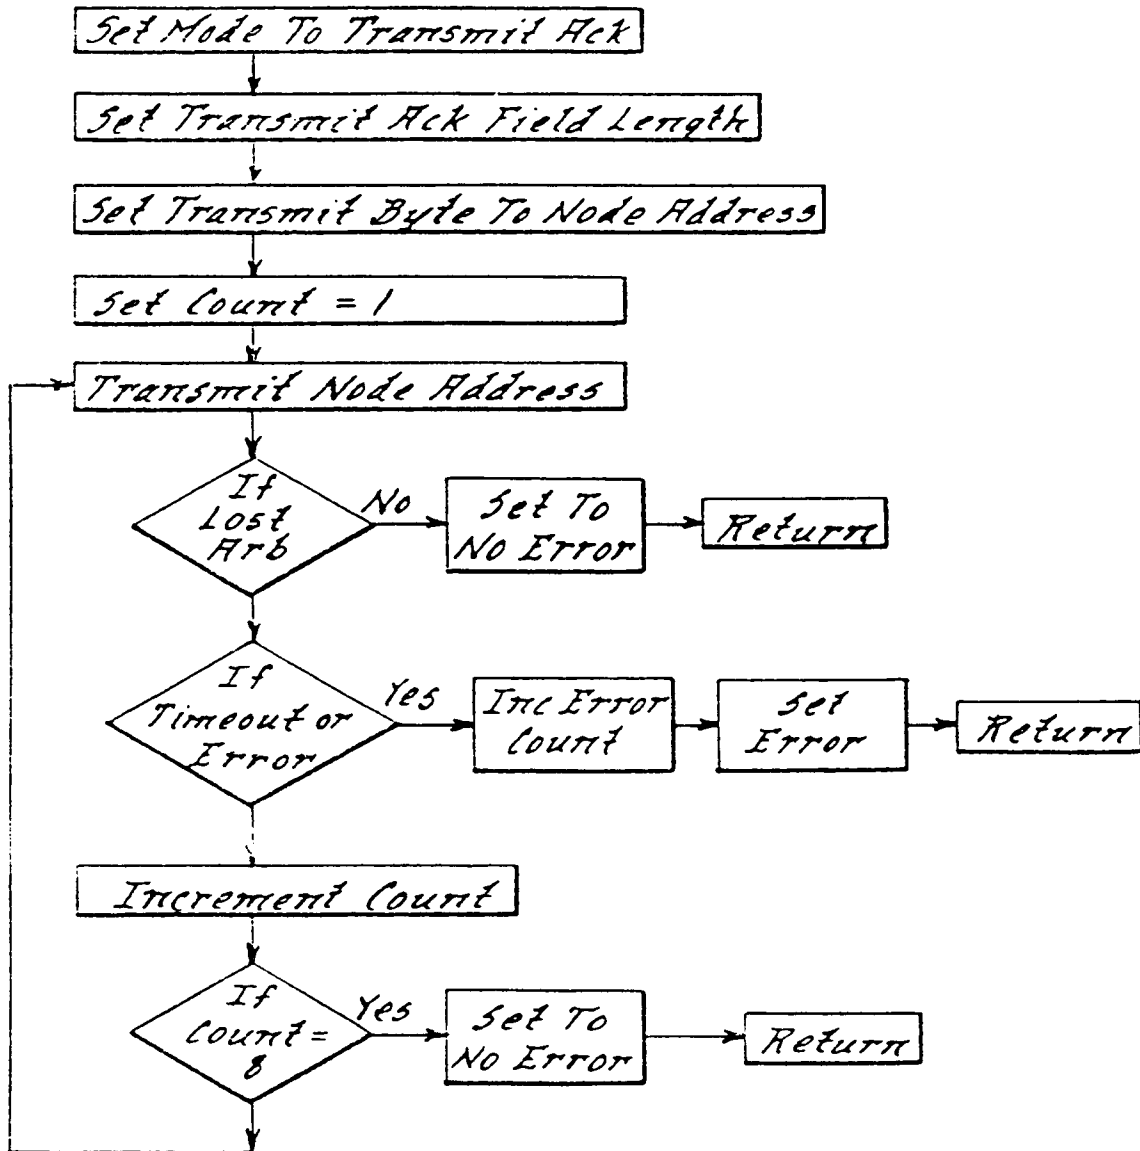 Set Mode To Transmit Ack
Set Transmit Ack Field Length
Set Transmit Byte To Node Address
Set Count = 1
Transmit Node Address
If
Lost
Arb
No
Set To
No Error
Return
If
Timeout or
Error
Yes
Inc Error
Count
Set
Error
Return
Increment Count
If
Count =
8
Yes
Set To
No Error
Return